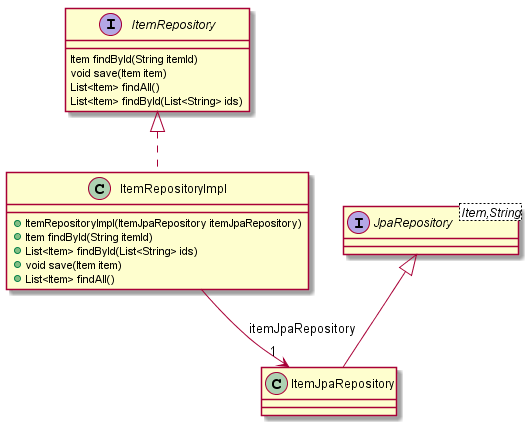 I ItemRepository
Item findById(String itemId)
void save(Item item)
List<Item> findAll()
List<Item> findById(List<String> ids)
C ItemRepositoryImpl
ItemRepositoryImpl(ItemJpaRepository itemJpaRepository)
Item findById(String itemId)
List<Item> findById(List<String> ids)
void save(Item item)
List<Item> findAll()
I JpaRepository
Item,String
itemJpaRepository
1
C ItemJpaRepository